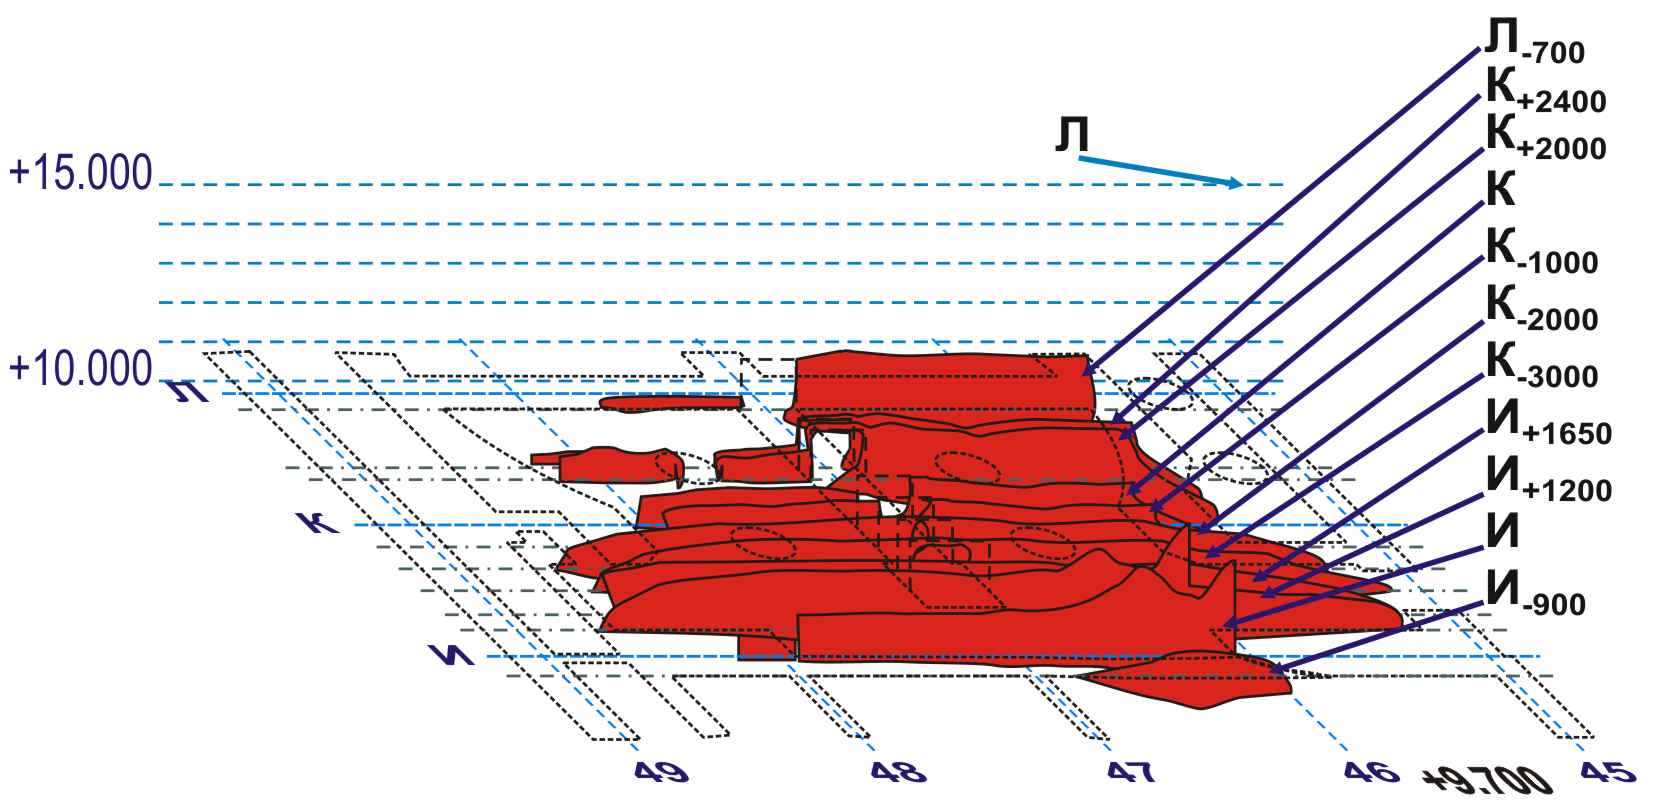 Л-700
К+2400
Л
К+2000
+15.000
К
К-1000
К-2000
+10.000
К-3000
Л
И+1650
И+1200
К
И
И-900
И
49
48
47
46
+9.700
45